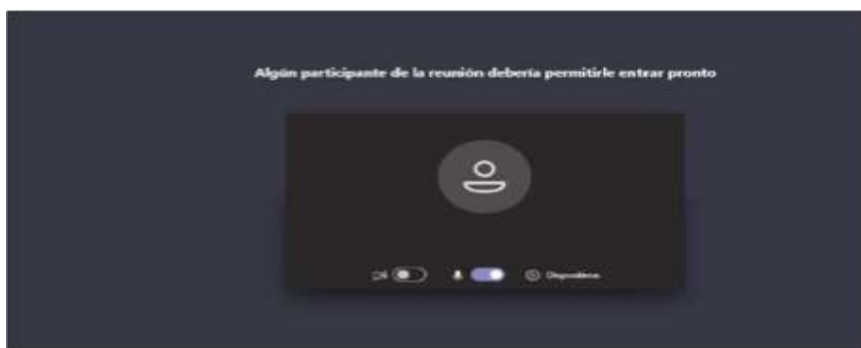 Algún participante de la reunión debería permitirle entrar pronto
Dispositivos